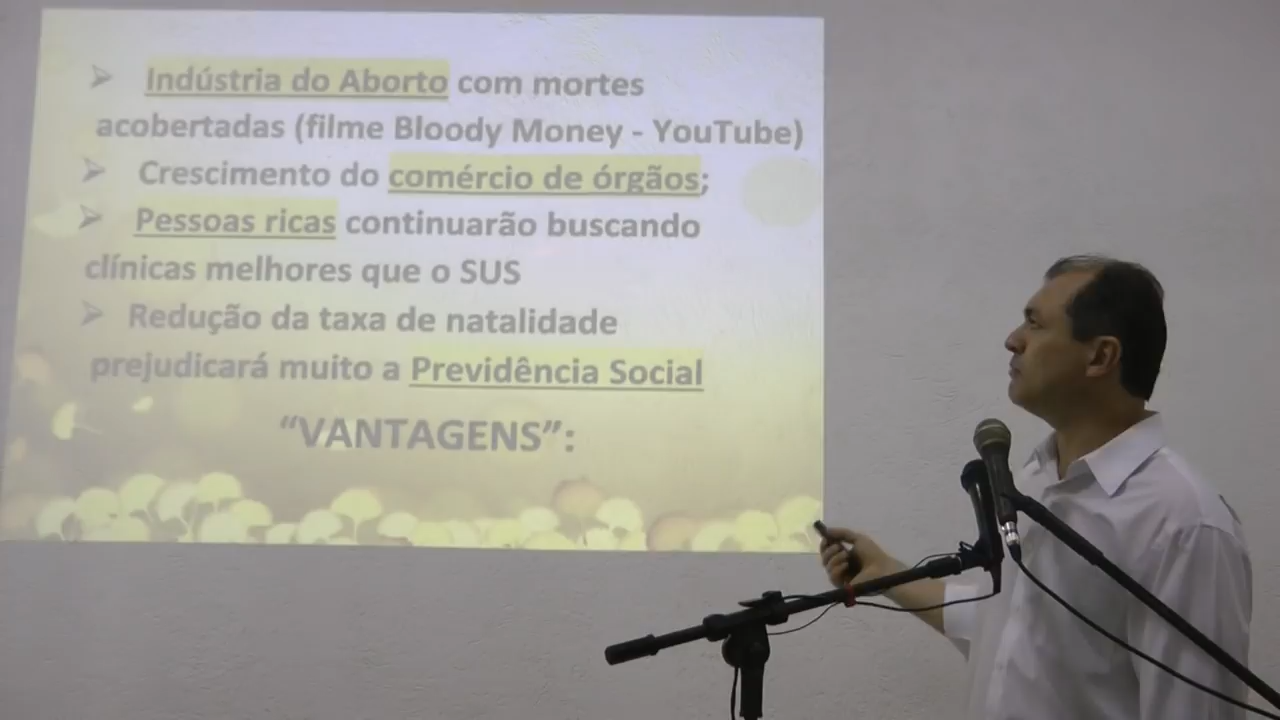 ➢ Indústria do Aborto com mortes
acobertadas (filme Bloody Money - YouTube)
➢ Crescimento do comércio de órgãos;
➢ Pessoas ricas continuarão buscando
clínicas melhores que o SUS
➢ Redução da taxa de natalidade
prejudicará muito a Previdência Social
“VANTAGENS”: